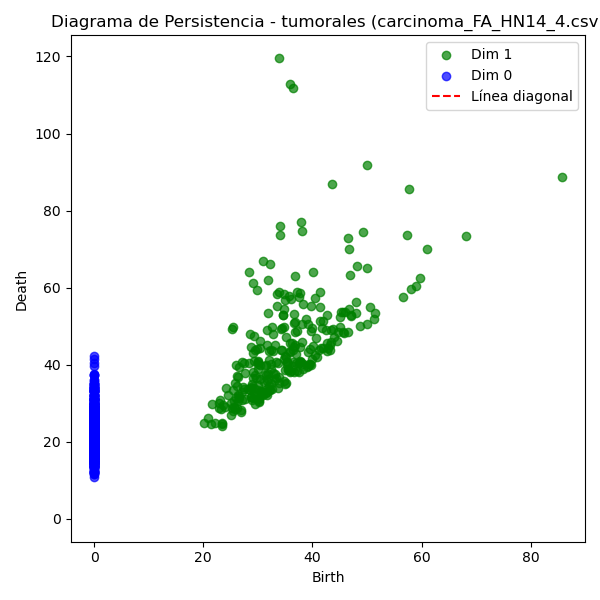 Diagrama de Persistencia - tumorales (carcinoma_FA_HN14_4.csv
Dim 1
Dim 0
Línea diagonal
Death
120
100
80
60
40
20
0
0 20 40 60 80
Birth